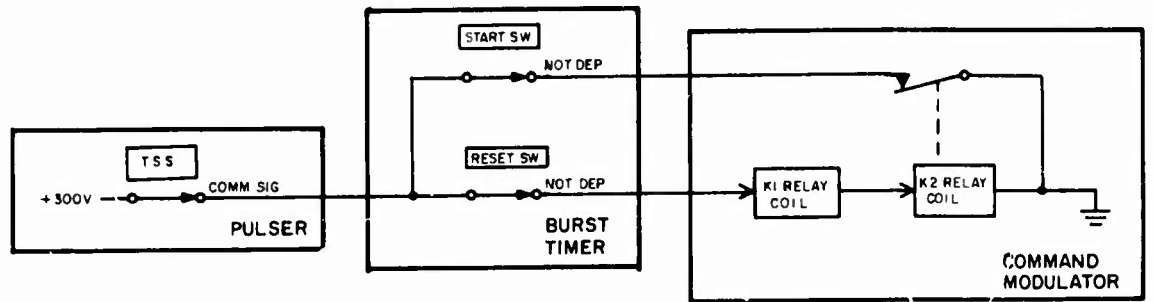 START SW
NOT DEP
TSS
+300V
COMM SIG
PULSER
RESET SW
NOT DEP
BURST
TIMER
K1 RELAY
COIL
K2 RELAY
COIL
COMMAND
MODULATOR